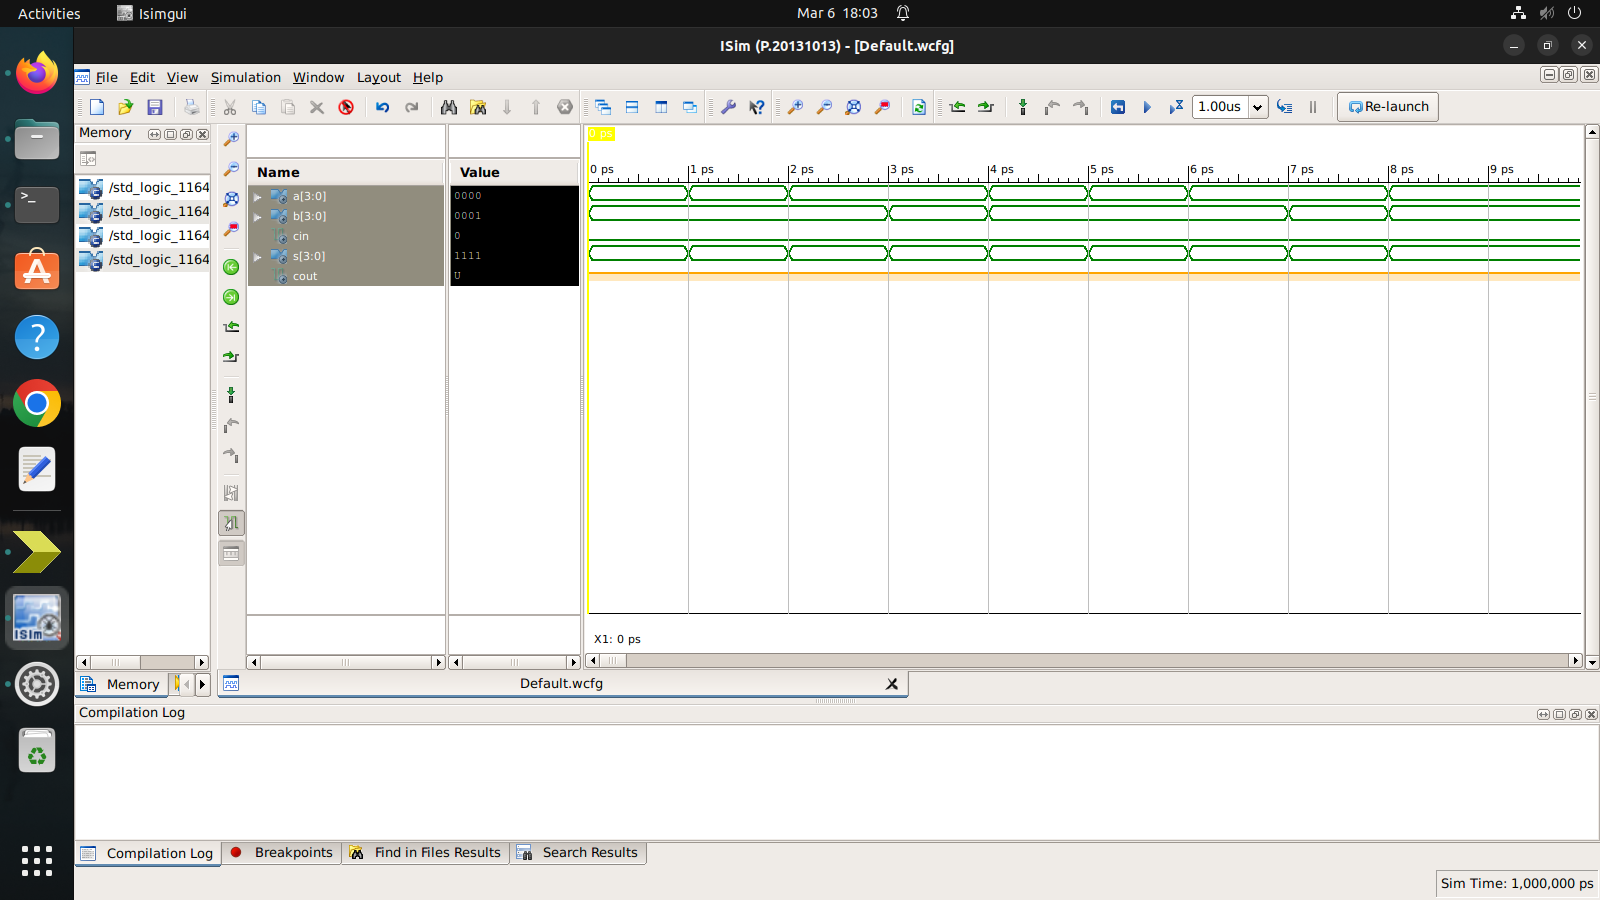 Activities
Isimgui
Mar 6 18:03
ISim (P.20131013) - [Default.wcfg]
File Edit View Simulation Window Layout Help
1.00us
Re-launch
Memory
/std_logic_1164
/std_logic_1164
/std_logic_1164
/std_logic_1164
Name
Value
a[3:0]
0000
b[3:0]
0001
cin
0
s[3:0]
1111
cout
U
0 ps
0 ps 1 ps 2 ps 3 ps 4 ps 5 ps 6 ps 7 ps 8 ps 9 ps
X1: 0 ps
Memory
Default.wcfg
Compilation Log
Compilation Log
Breakpoints
Find in Files Results
Search Results
Sim Time: 1,000,000 ps
ISim